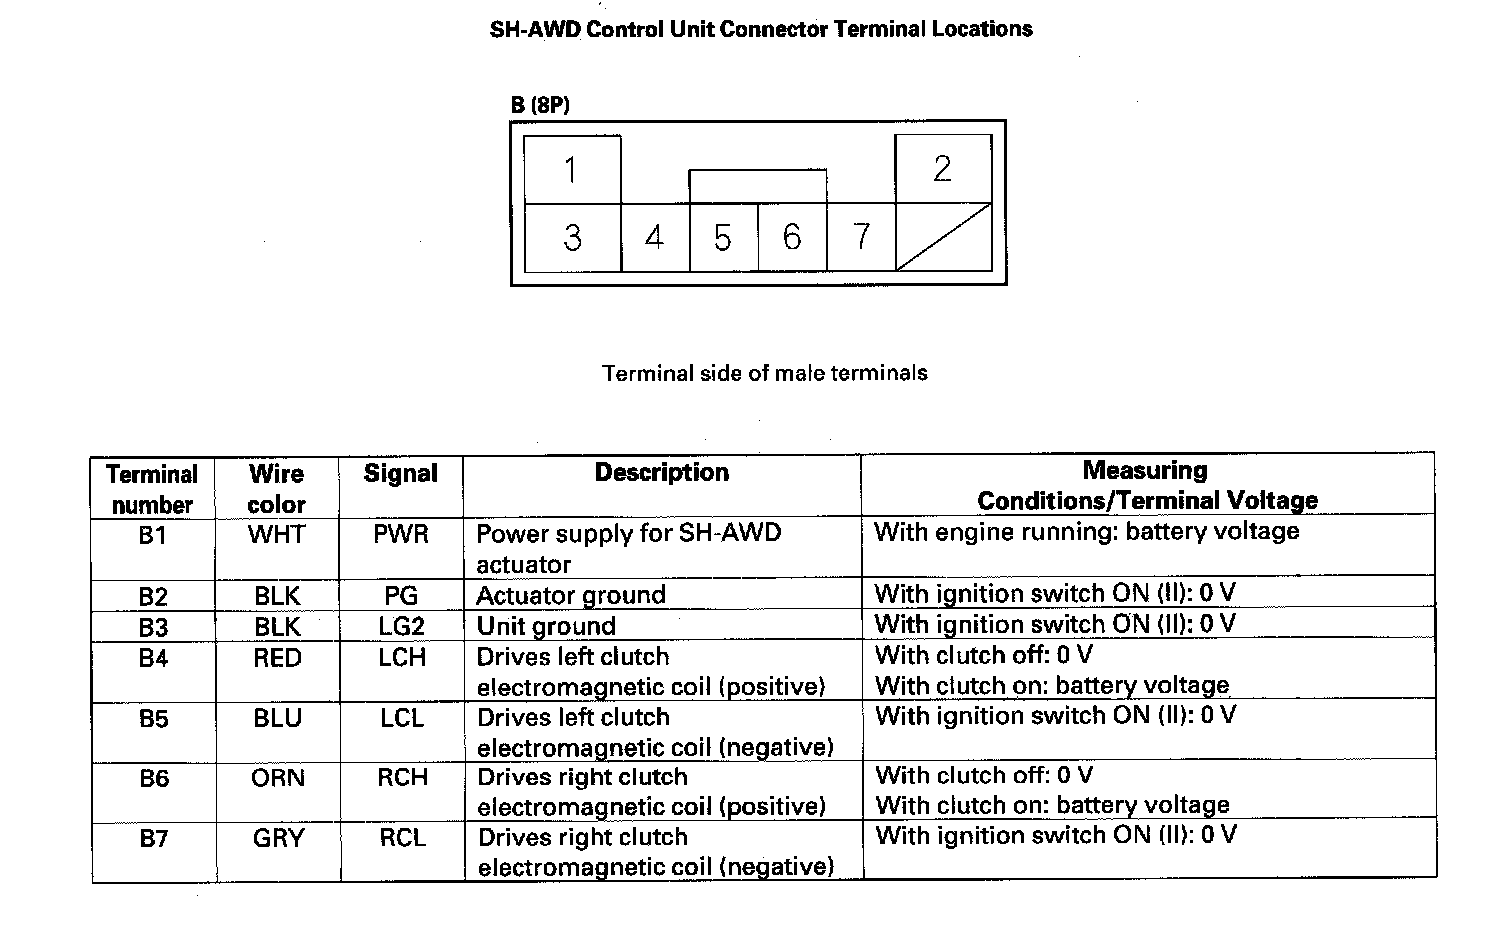 SH-AWD Control Unit Connector Terminal Locations
B (8P)
1 2
3 4 5 6 7
Terminal side of male terminals
Terminal number Wire color Signal Description Measuring Conditions/Terminal Voltage
B1 WHT PWR Power supply for SH-AWD With engine running: battery voltage
actuator
B2 BLK PG Actuator ground With ignition switch ON (II): 0 V
B3 BLK LG2 Unit ground With ignition switch ON (II): 0 V
B4 RED LCH Drives left clutch With clutch off: 0 V
electromagnetic coil (positive) With clutch on: battery voltage
B5 BLU LCL Drives left clutch With ignition switch ON (II): 0 V
electromagnetic coil (negative)
B6 ORN RCH Drives right clutch With clutch off: 0 V
electromagnetic coil (positive) With clutch on: battery voltage
B7 GRY RCL Drives right clutch With ignition switch ON (II): 0 V
electromagnetic coil (negative)